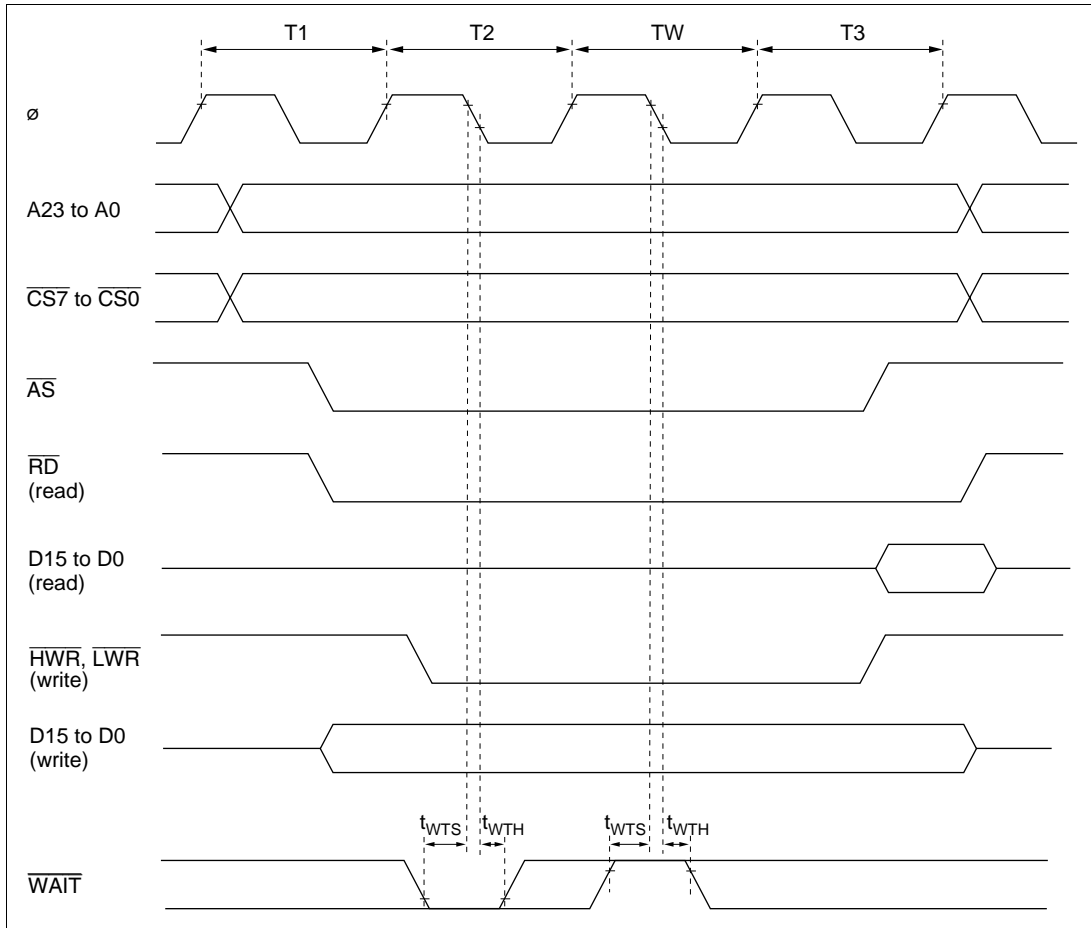 T1 T2 TW T3
ø
A23 to A0
CS7 to CS0
AS
RD
(read)
D15 to D0
(read)
HWR, LWR
(write)
D15 to D0
(write)
tWTS tWTH tWTS tWTH
WAIT